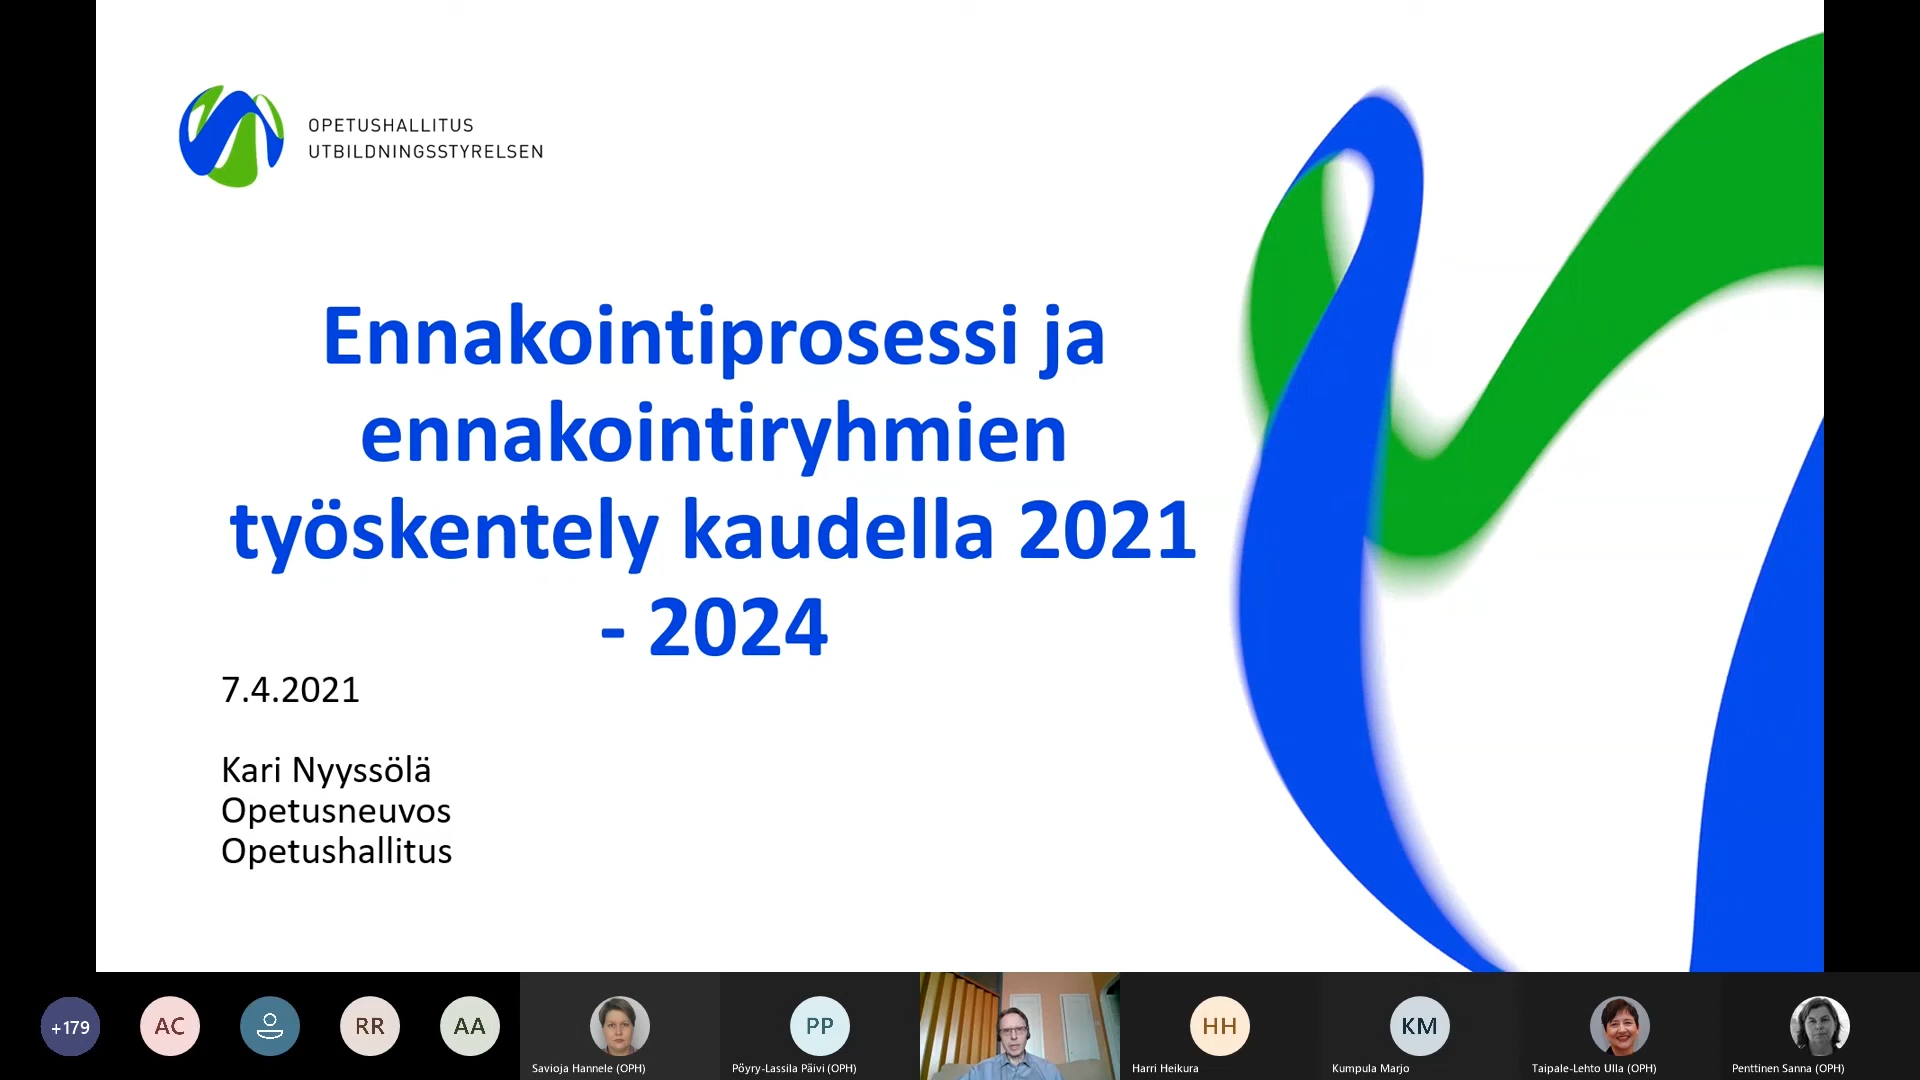 OPETUSHALLITUS
UTBILDNINGSSTYRELSEN
Ennakointiprosessi ja
ennakointiryhmien
työskentely kaudella 2021
- 2024
7.4.2021
Kari Nyyssölä
Opetusneuvos
Opetushallitus
+179
AC
RR
AA
Savioja Hannele (OPH)
PP
Pöyry-Lassila Päivi (OPH)
HH
Harri Heikura
KM
Kumpula Marjo
Taipale-Lehto Ulla (OPH)
Penttinen Sanna (OPH)